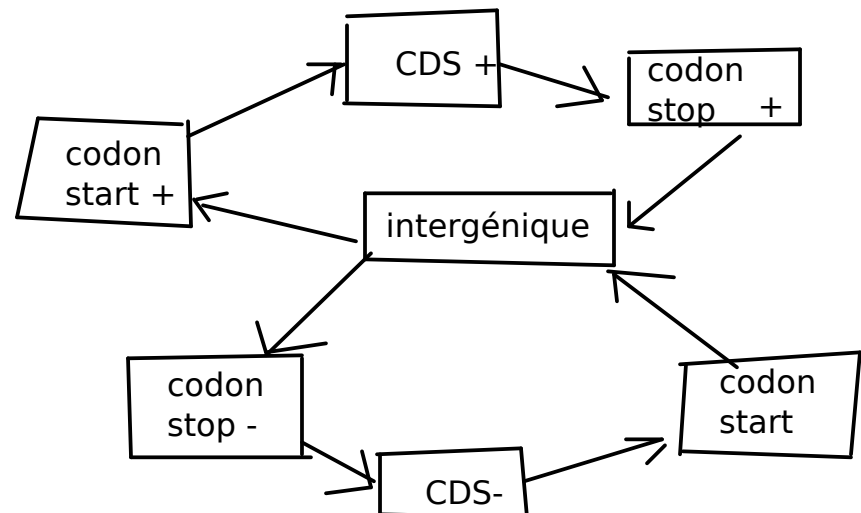 CDS +
codon
stop +
codon
start +
intergénique
codon
stop -
codon
start
CDS-